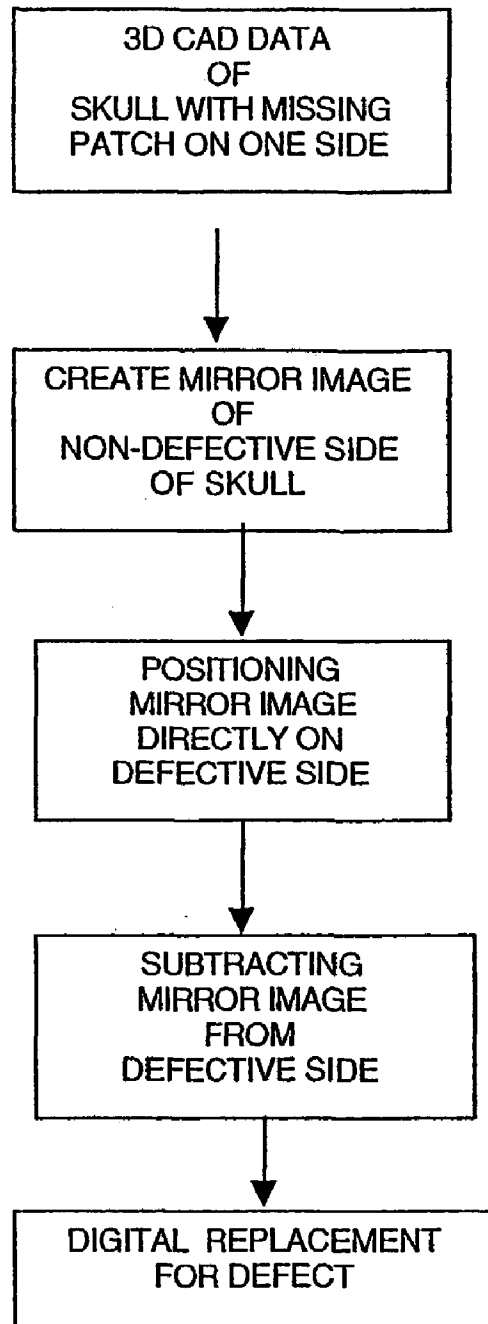 3D CAD DATA
OF
SKULL WITH MISSING
PATCH ON ONE SIDE
CREATE MIRROR IMAGE
OF
NON-DEFECTIVE SIDE
OF SKULL
POSITIONING
MIRROR IMAGE
DIRECTLY ON
DEFECTIVE SIDE
SUBTRACTING
MIRROR IMAGE
FROM
DEFECTIVE SIDE
DIGITAL REPLACEMENT
FOR DEFECT